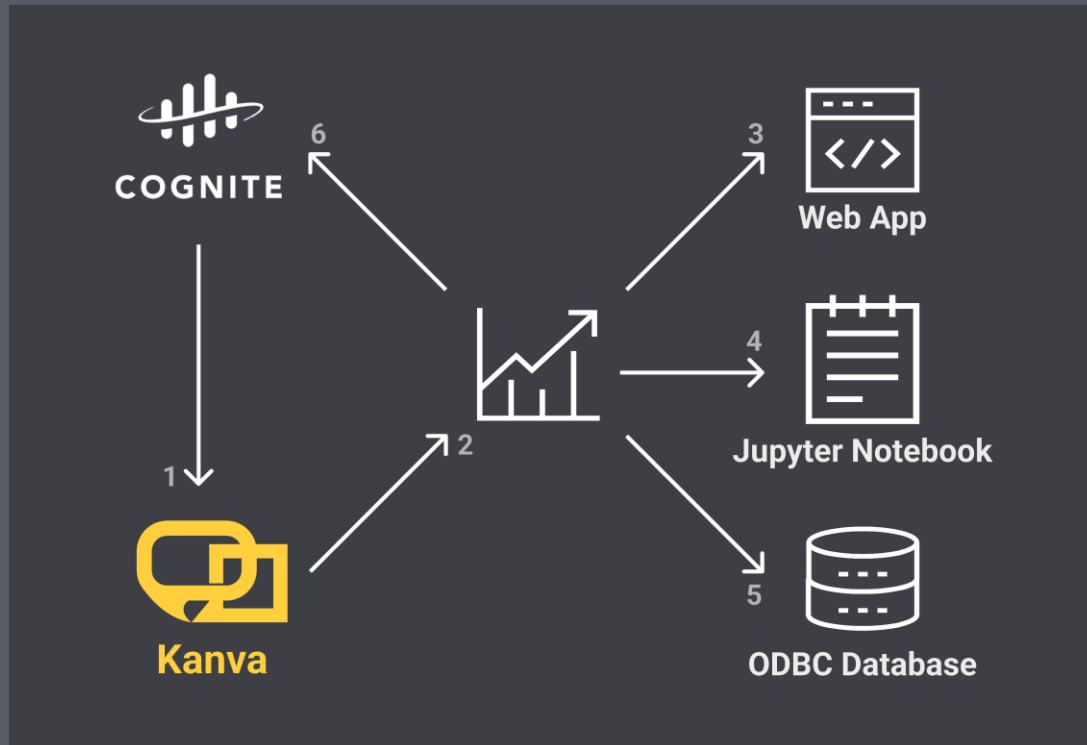 COGNITE
6
3
</>
Web App
4
2
Jupyter Notebook
1
5
Kanva
ODBC Database